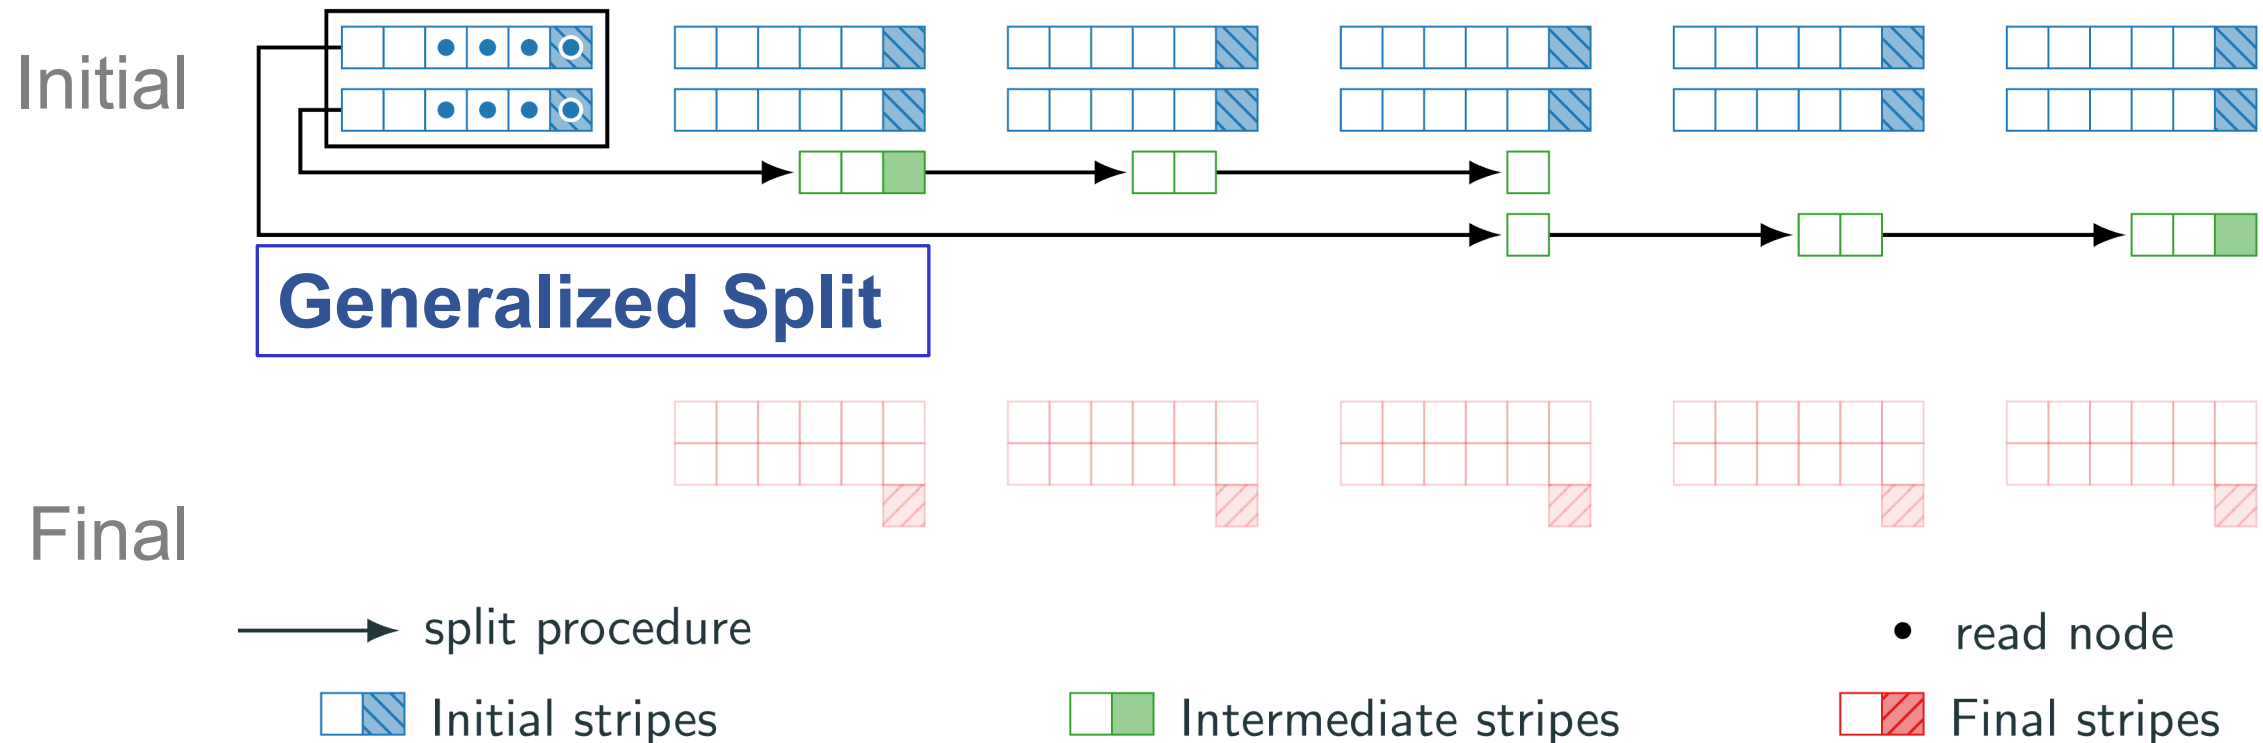 Initial
Generalized Split
Final
split procedure
read node
Initial stripes
Intermediate stripes
Final stripes